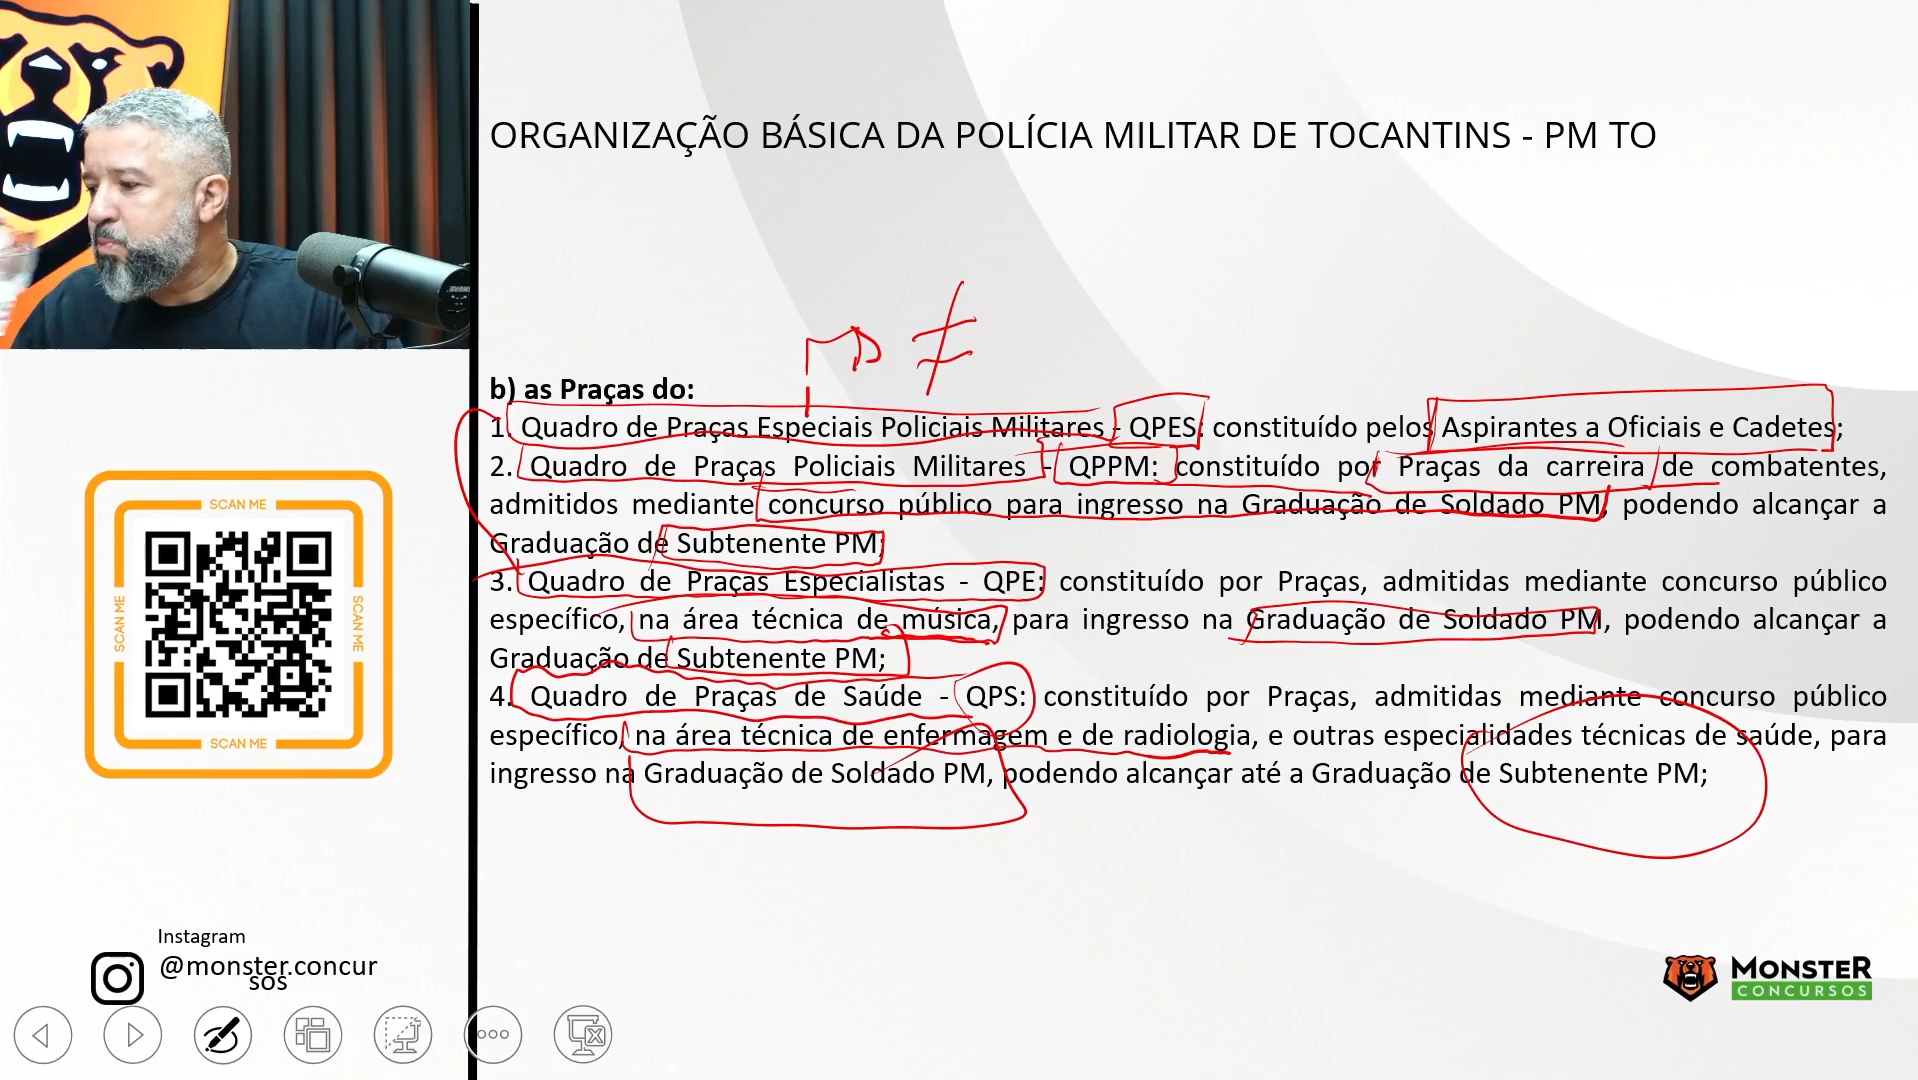 ORGANIZAÇÃO BÁSICA DA POLÍCIA MILITAR DE TOCANTINS - PM TO
≠
b) as Praças do:
1. Quadro de Praças Especiais Policiais Militares - QPES: constituído pelos Aspirantes a Oficiais e Cadetes;
2. Quadro de Praças Policiais Militares - QPPM: constituído por Praças da carreira de combatentes,
admitidos mediante concurso público para ingresso na Graduação de Soldado PM, podendo alcançar a
Graduação de Subtenente PM;
3. Quadro de Praças Especialistas - QPE: constituído por Praças, admitidas mediante concurso público
específico, na área técnica de música, para ingresso na Graduação de Soldado PM, podendo alcançar a
Graduação de Subtenente PM;
4. Quadro de Praças de Saúde - QPS: constituído por Praças, admitidas mediante concurso público
específico, na área técnica de enfermagem e de radiologia, e outras especialidades técnicas de saúde, para
ingresso na Graduação de Soldado PM, podendo alcançar até a Graduação de Subtenente PM;
SCAN ME
SCAN ME
SCAN ME
SCAN ME
Instagram
@monster.concur
sos
MONSTER
CONCURSOS